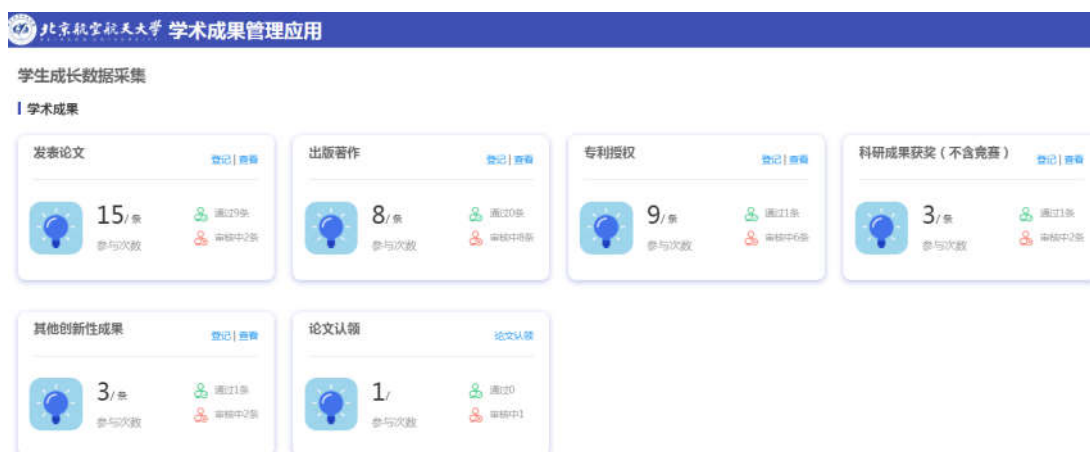 北京航空航天大学 学术成果管理应用
学生成长数据采集
学术成果
发表论文 登记 | 查看
15/ 条
参与次数
通过9条
审核中2条
出版著作 登记 | 查看
8/ 条
参与次数
通过0条
审核中8条
专利授权 登记 | 查看
9/ 条
参与次数
通过1条
审核中6条
科研成果获奖（不含竞赛） 登记 | 查看
3/ 条
参与次数
通过1条
审核中2条
其他创新性成果 登记 | 查看
3/ 条
参与次数
通过1条
审核中2条
论文认领 论文认领
1/
参与次数
通过0
审核中1